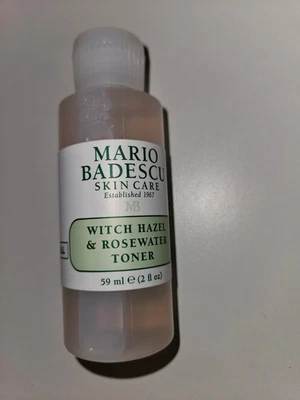 MARIO
BADESCU
SKIN CARE
Established 1967
MB
WITCH HAZEL
& ROSEWATER
TONER
59 ml ℮ (2 fl oz)